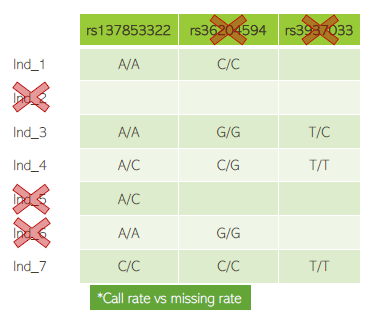 rs137853322 rs36204594 rs3937033
Ind_1 A/A C/C
Ind_2
Ind_3 A/A G/G T/C
Ind_4 A/C C/G T/T
Ind_5 A/C
Ind_6 A/A G/G
Ind_7 C/C C/C T/T
*Call rate vs missing rate